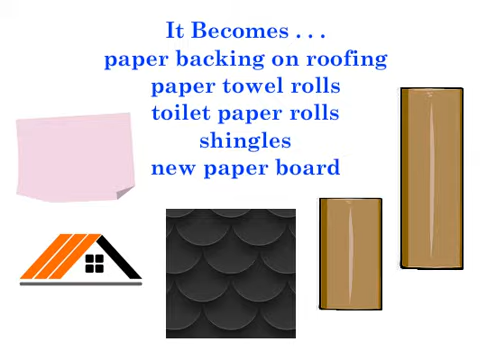 It Becomes . . .
paper backing on roofing
paper towel rolls
toilet paper rolls
shingles
new paper board